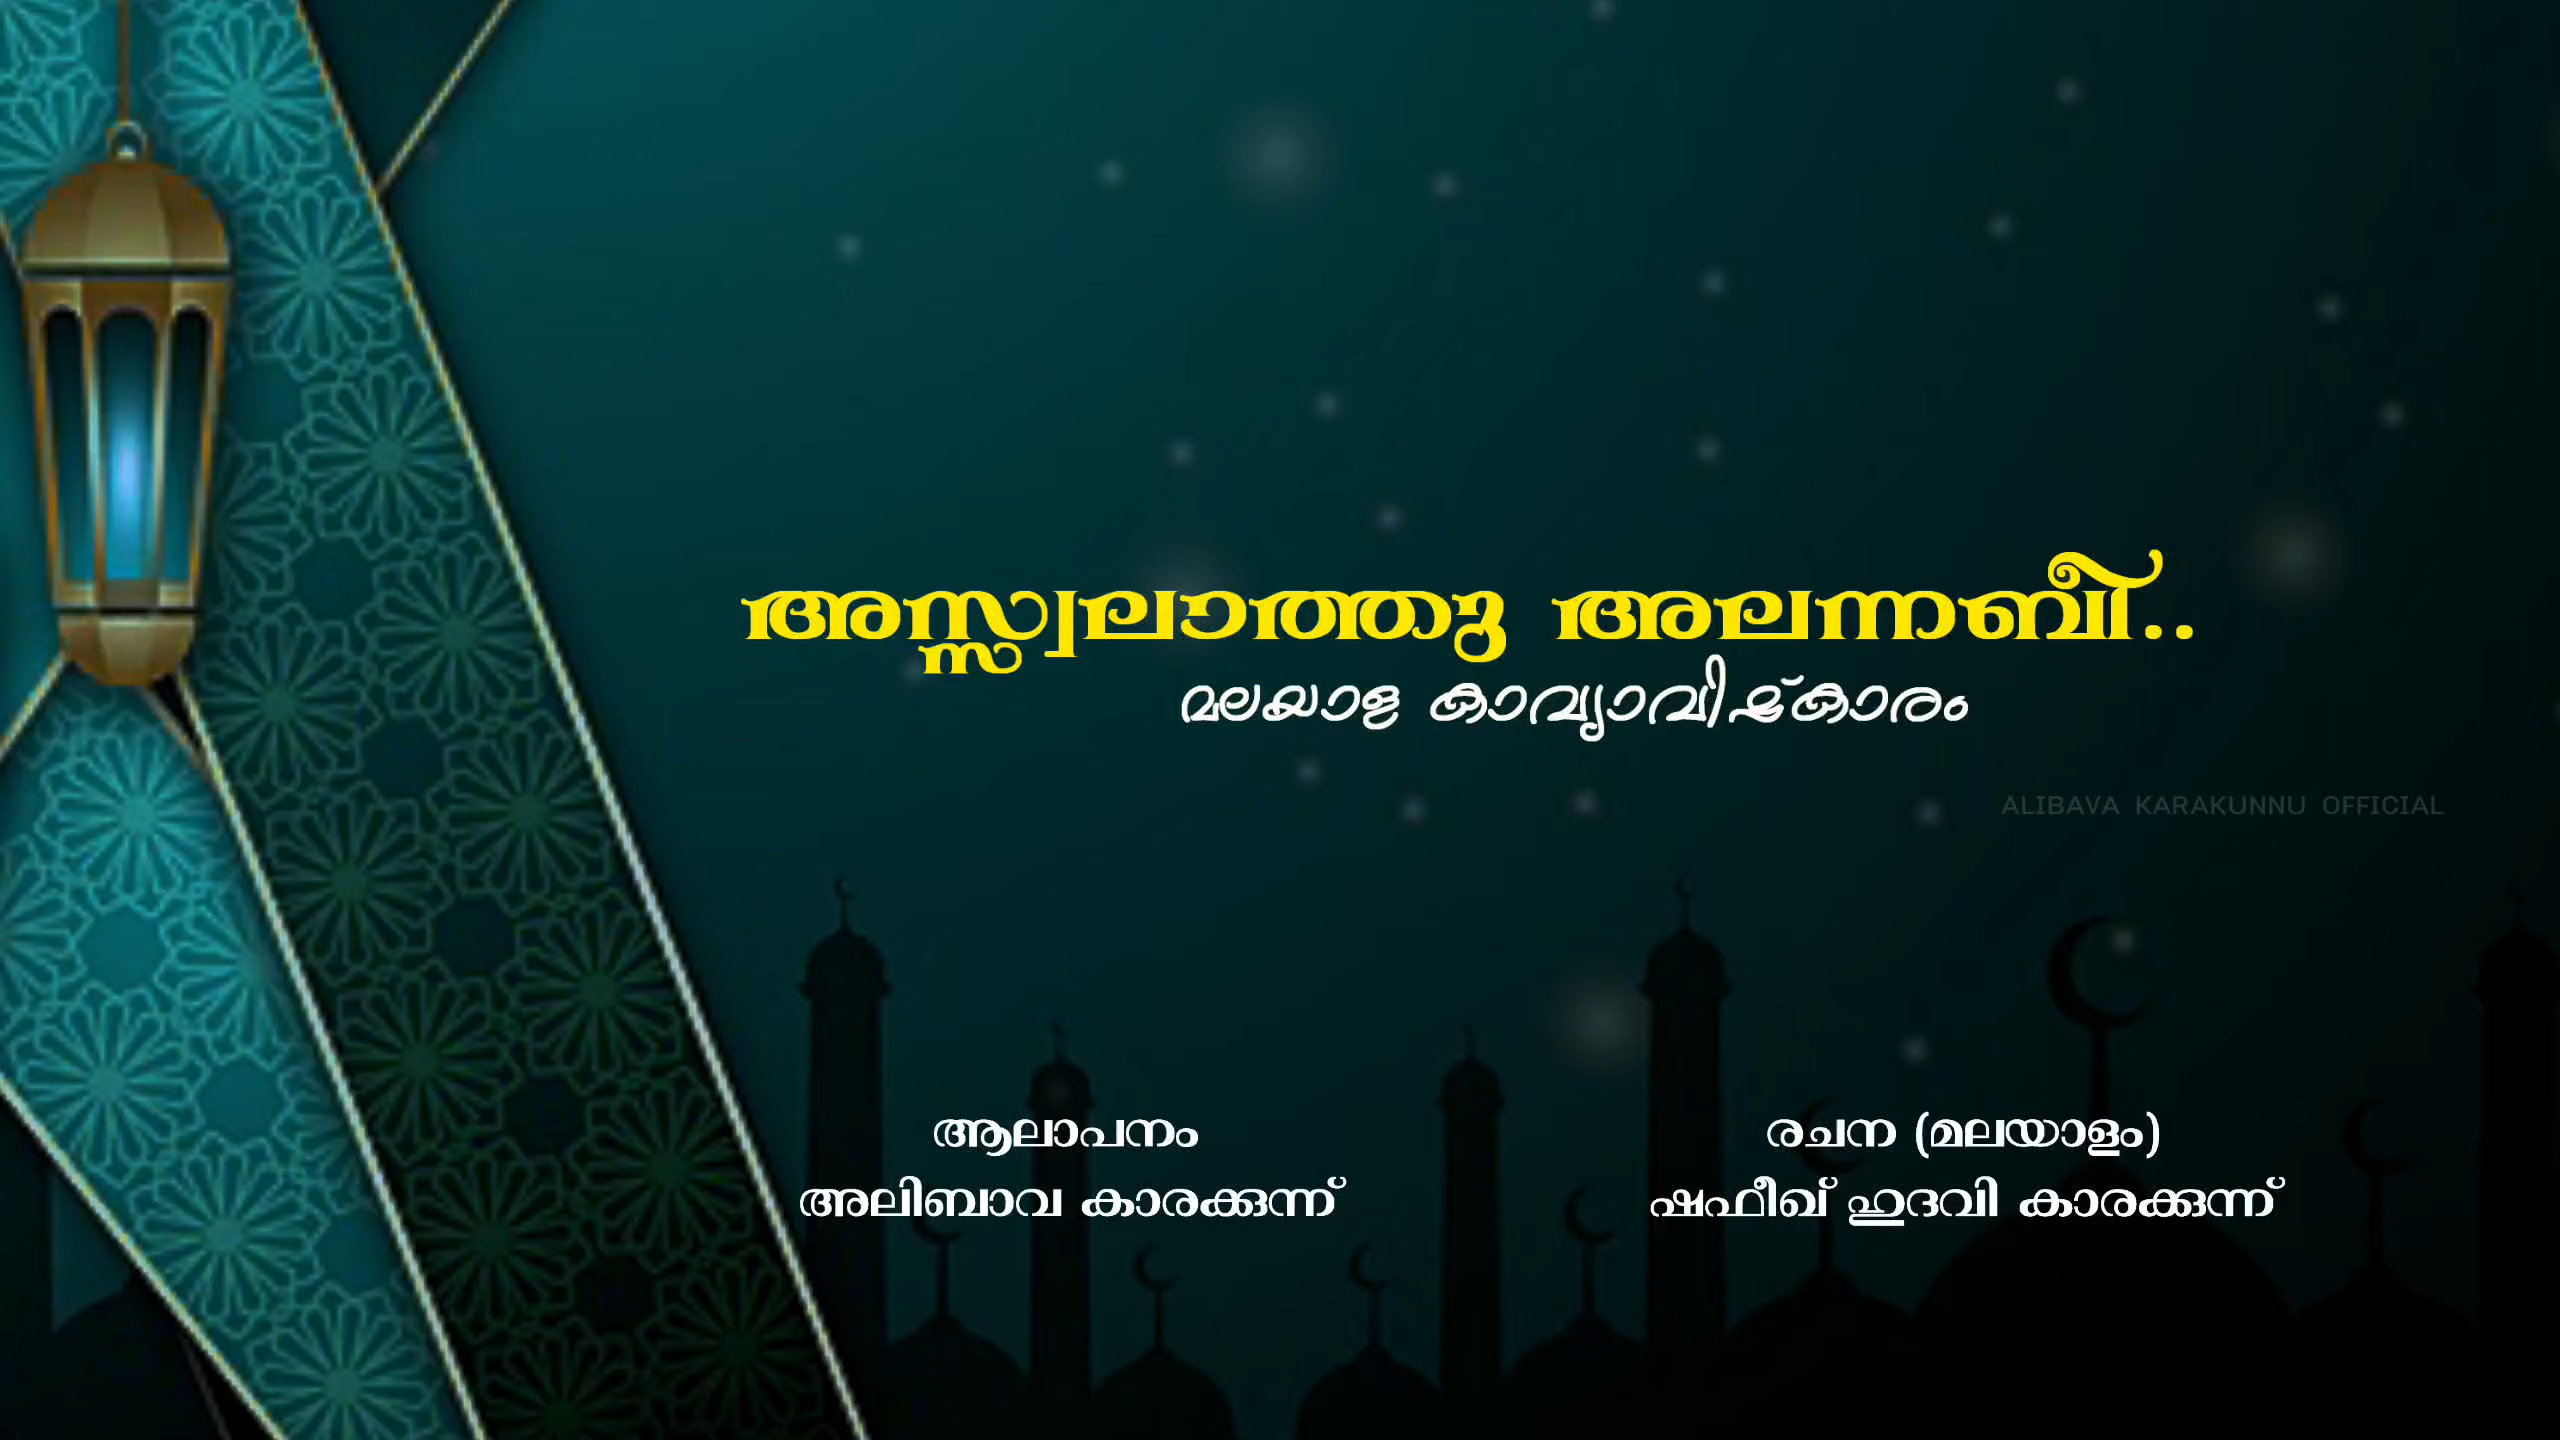 അസ്സ്വലാത്തു അലന്നബീ..
മലയാള കാവ്യാവിഷ്കാരം
ALIBAVA KARAKUNNU OFFICIAL
ആലാപനം
അലിബാവ കാരക്കുന്ന്
രചന (മലയാളം)
ഷഫീഖ് ഹുദവി കാരക്കുന്ന്